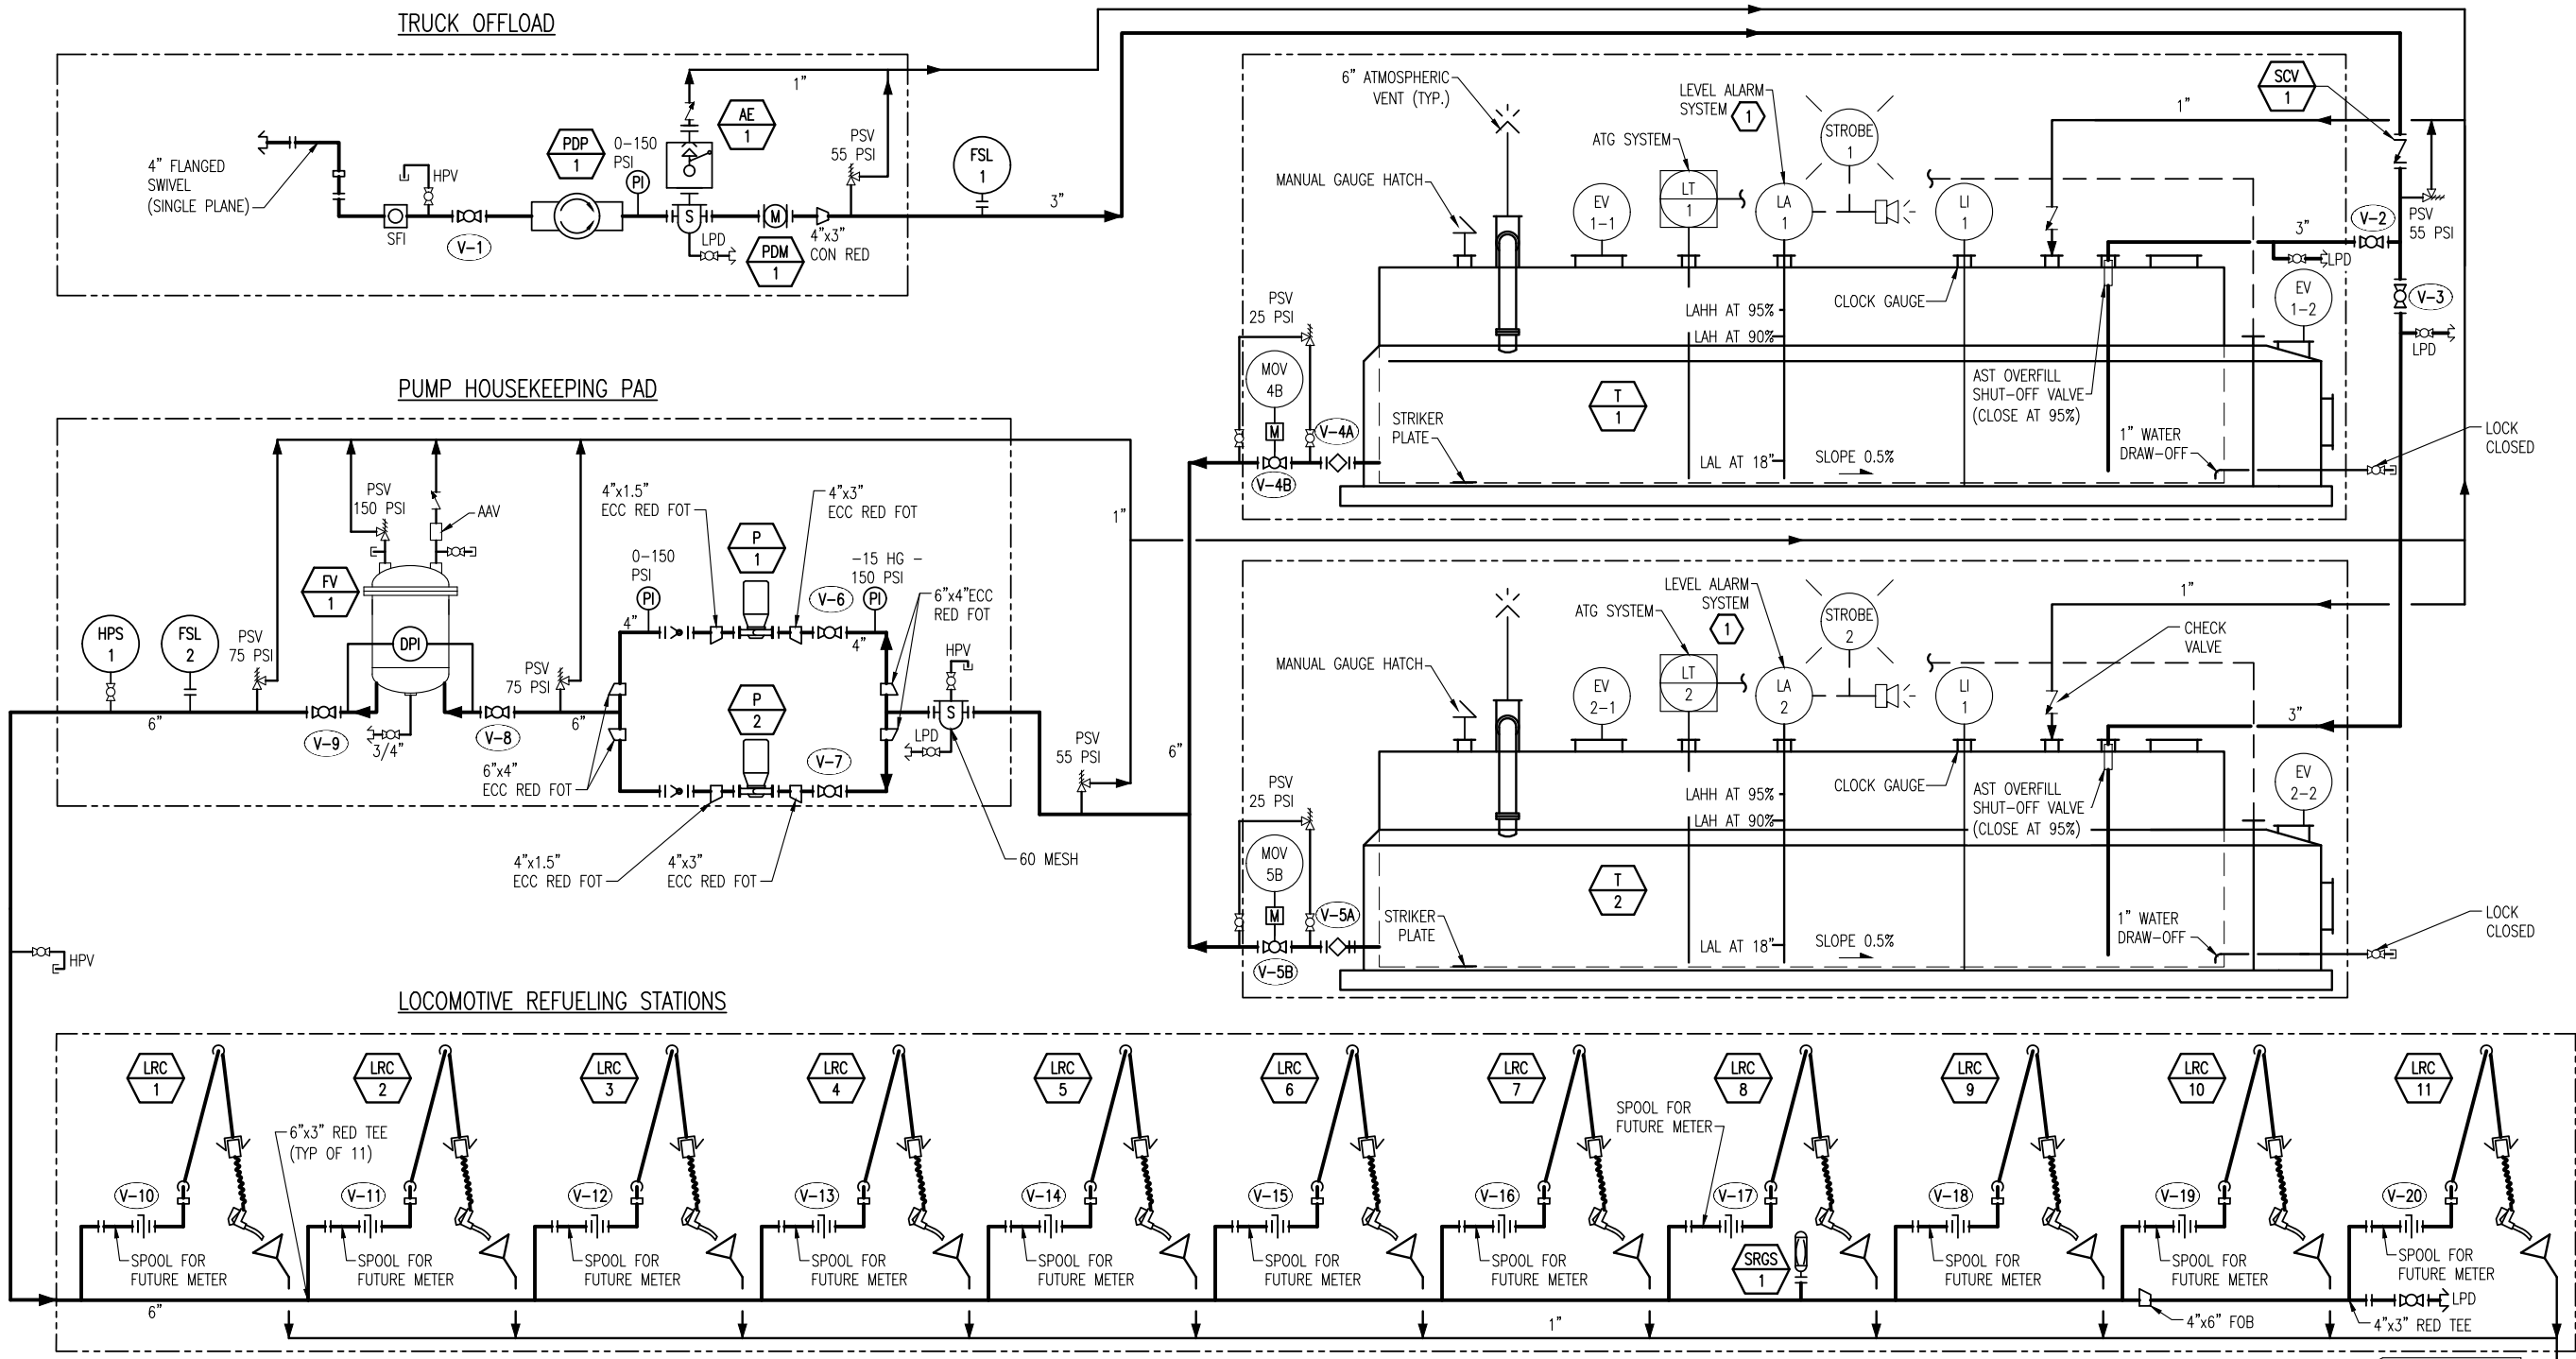 TRUCK OFFLOAD
4" FLANGED
SWIVEL
(SINGLE PLANE)
SFI
HPV
V-1
PDP
1
0-150
PSI
PI
AE
1
1"
S
LPD
PDM
1
M
4"x3"
CON RED
PSV
55 PSI
FSL
1
3"
6" ATMOSPHERIC
VENT (TYP.)
MANUAL GAUGE HATCH
EV
1-1
ATG SYSTEM
LT
1
LEVEL ALARM
SYSTEM
1
LA
1
STROBE
1
LI
1
CLOCK GAUGE
1"
SCV
1
3"
V-2
PSV
55 PSI
LPD
EV
1-2
V-3
LPD
PSV
25 PSI
MOV
4B
M
V-4A
V-4B
STRIKER
PLATE
T
1
LAHH AT 95%
LAH AT 90%
LAL AT 18"
SLOPE 0.5%
AST OVERFILL
SHUT-OFF VALVE
(CLOSE AT 95%)
1" WATER
DRAW-OFF
LOCK
CLOSED
PUMP HOUSEKEEPING PAD
PSV
150 PSI
AAV
FV
1
DPI
HPS
1
FSL
2
PSV
75 PSI
6"
V-9
3/4"
V-8
PSV
75 PSI
6"
6"x4"
ECC RED FOT
4"x1.5"
ECC RED FOT
4"x3"
ECC RED FOT
0-150
PSI
PI
4"
P
1
V-6
-15 HG -
150 PSI
PI
4"
6"x4"ECC
RED FOT
HPV
S
LPD
P
2
V-7
4"x1.5"
ECC RED FOT
4"x3"
ECC RED FOT
60 MESH
PSV
55 PSI
1"
6"
MANUAL GAUGE HATCH
EV
2-1
ATG SYSTEM
LT
2
LEVEL ALARM
SYSTEM
1
LA
2
STROBE
2
LI
1
CLOCK GAUGE
1"
CHECK
VALVE
3"
EV
2-2
PSV
25 PSI
MOV
5B
M
V-5A
V-5B
STRIKER
PLATE
T
2
LAHH AT 95%
LAH AT 90%
LAL AT 18"
SLOPE 0.5%
AST OVERFILL
SHUT-OFF VALVE
(CLOSE AT 95%)
1" WATER
DRAW-OFF
LOCK
CLOSED
HPV
LOCOMOTIVE REFUELING STATIONS
LRC
1
LRC
2
LRC
3
LRC
4
LRC
5
LRC
6
LRC
7
LRC
8
LRC
9
LRC
10
LRC
11
6"x3" RED TEE
(TYP OF 11)
SPOOL FOR
FUTURE METER
V-10
V-11
V-12
V-13
V-14
V-15
V-16
V-17
V-18
V-19
V-20
SPOOL FOR
FUTURE METER
SPOOL FOR
FUTURE METER
SPOOL FOR
FUTURE METER
SPOOL FOR
FUTURE METER
SPOOL FOR
FUTURE METER
SPOOL FOR
FUTURE METER
SPOOL FOR
FUTURE METER
SRGS
1
SPOOL FOR
FUTURE METER
SPOOL FOR
FUTURE METER
SPOOL FOR
FUTURE METER
6"
1"
4"x6" FOB
4"x3" RED TEE
LPD